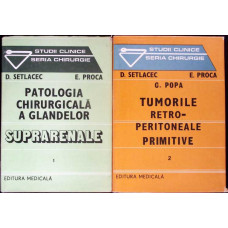 STUDII CLINICE
SERIA CHIRURGIE
D. SETLACEC E. PROCA
PATOLOGIA
CHIRURGICALĂ
A GLANDELOR
SUPRARENALE
1
EDITURA MEDICALĂ
STUDII CLINICE
SERIA CHIRURGIE
D. SETLACEC E. PROCA
G. POPA
TUMORILE
RETRO-
PERITONEALE
PRIMITIVE
2
EDITURA MEDICALĂ